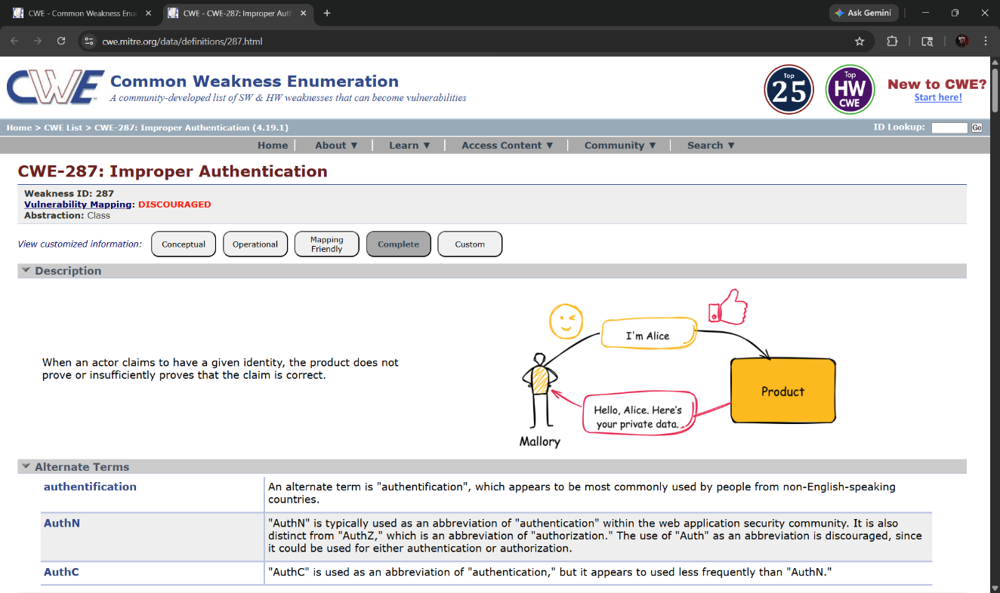 CWE - Common Weakness Enu
CWE - CWE-287: Improper Auth
Ask Gemini
cwe.mitre.org/data/definitions/287.html
CWE
Common Weakness Enumeration
A community-developed list of SW & HW weaknesses that can become vulnerabilities
Top
25
Top
HW
CWE
New to CWE?
Start here!
Home > CWE List > CWE-287: Improper Authentication (4.19.1)
ID Lookup:
Go
Home
About ▼
Learn ▼
Access Content ▼
Community ▼
Search ▼
CWE-287: Improper Authentication
Weakness ID: 287
Vulnerability Mapping: DISCOURAGED
Abstraction: Class
View customized information:
Conceptual
Operational
Mapping
Friendly
Complete
Custom
Description
When an actor claims to have a given identity, the product does not
prove or insufficiently proves that the claim is correct.
I'm Alice
Product
Hello, Alice. Here's
your private data.
Mallory
Alternate Terms
authentification
An alternate term is "authentification", which appears to be most commonly used by people from non-English-speaking
countries.
AuthN
"AuthN" is typically used as an abbreviation of "authentication" within the web application security community. It is also
distinct from "AuthZ," which is an abbreviation of "authorization." The use of "Auth" as an abbreviation is discouraged, since
it could be used for either authentication or authorization.
AuthC
"AuthC" is used as an abbreviation of "authentication," but it appears to used less frequently than "AuthN."